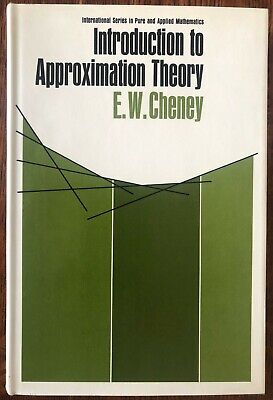 International Series in Pure and Applied Mathematics
Introduction to
Approximation Theory
E.W.Cheney